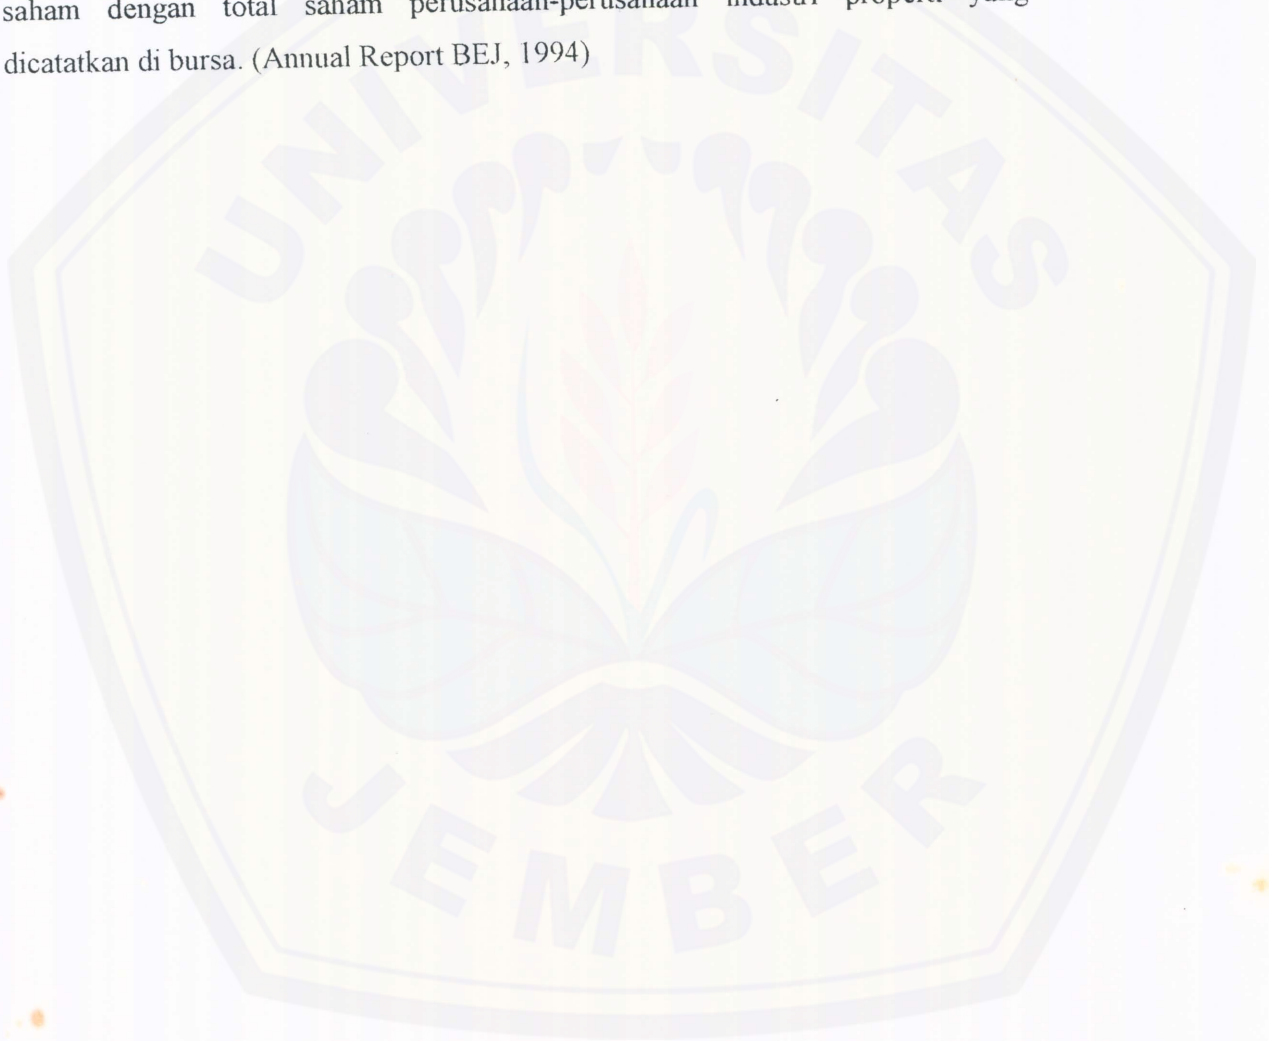 saham dengan total saham perusahaan-perusahaan industri properti yang
dicatatkan di bursa. (Annual Report BEJ, 1994)
UNIVERSITAS
JEMBER